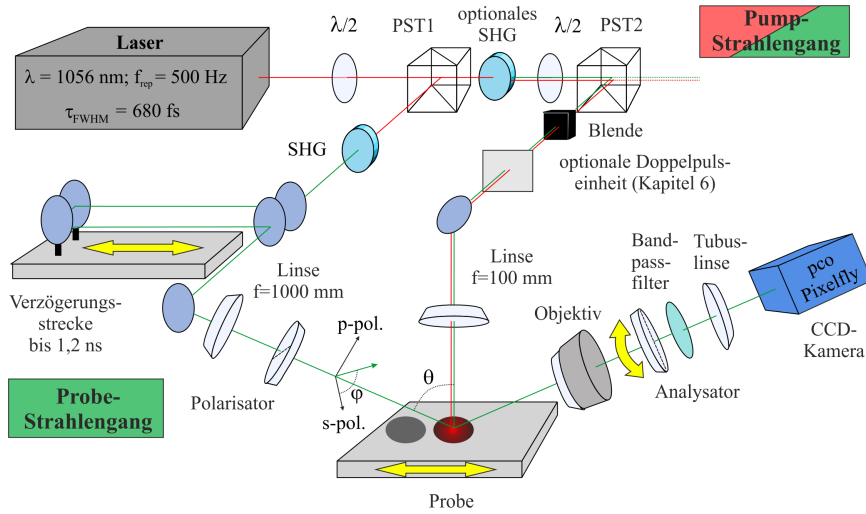 Laser
λ = 1056 nm; f_rep = 500 Hz
τ_FWHM = 680 fs
λ/2
PST1
optionales
SHG
λ/2
PST2
Pump-
Strahlengang
SHG
Blende
optionale Doppelpuls-
einheit (Kapitel 6)
Verzögerungs-
strecke
bis 1,2 ns
Linse
f=1000 mm
Linse
f=100 mm
Objektiv
Band-
pass-
filter
Tubus-
linse
pco
Pixelfly
CCD-
Kamera
Analysator
Probe-
Strahlengang
Polarisator
p-pol.
φ
s-pol.
θ
Probe